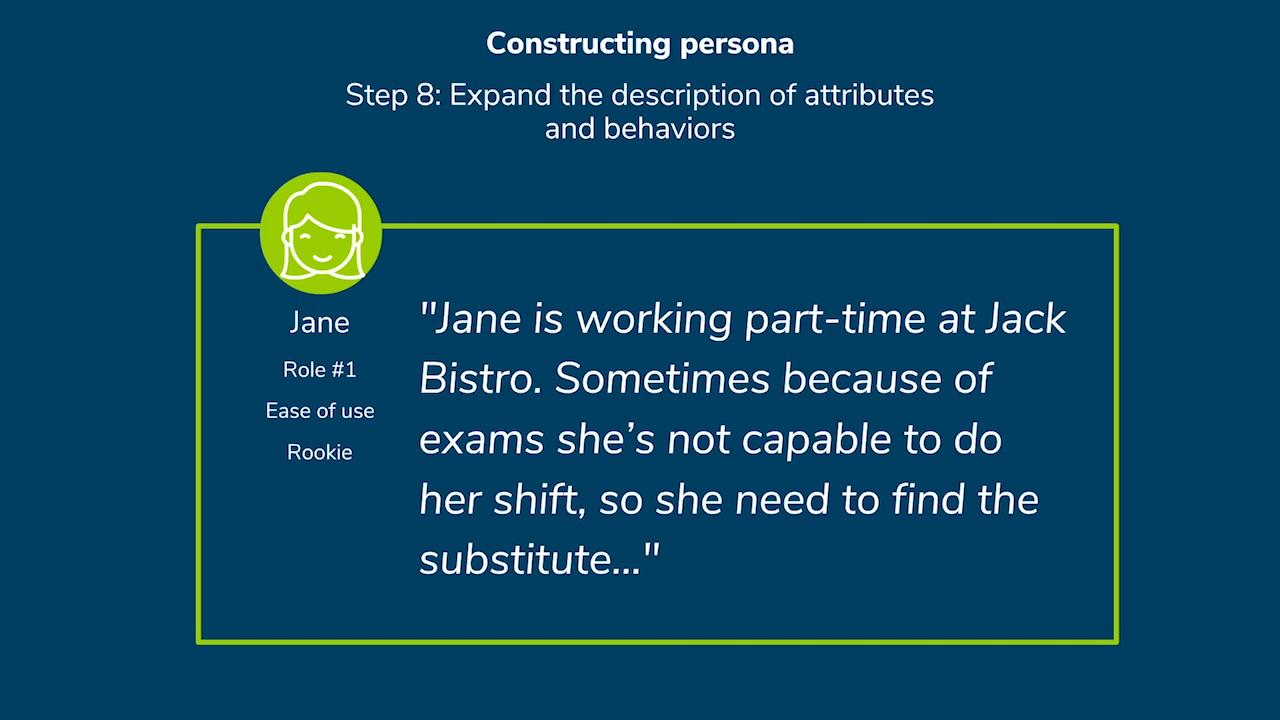 Constructing persona
Step 8: Expand the description of attributes
and behaviors
Jane
Role #1
Ease of use
Rookie
"Jane is working part-time at Jack
Bistro. Sometimes because of
exams she’s not capable to do
her shift, so she need to find the
substitute..."